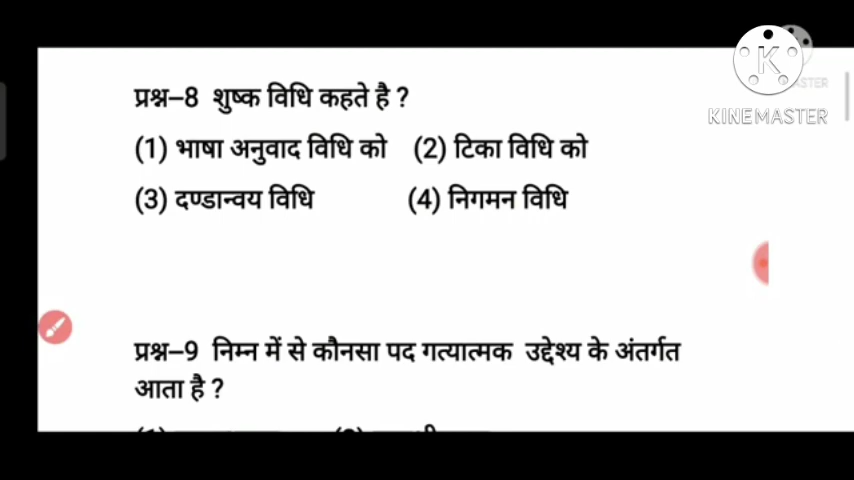 प्रश्न–8 शुष्क विधि कहते है ?
(1) भाषा अनुवाद विधि को (2) टिका विधि को
(3) दण्डान्वय विधि (4) निगमन विधि
प्रश्न–9 निम्न में से कौनसा पद गत्यात्मक उद्देश्य के अंतर्गत
आता है ?
K
KINEMASTER